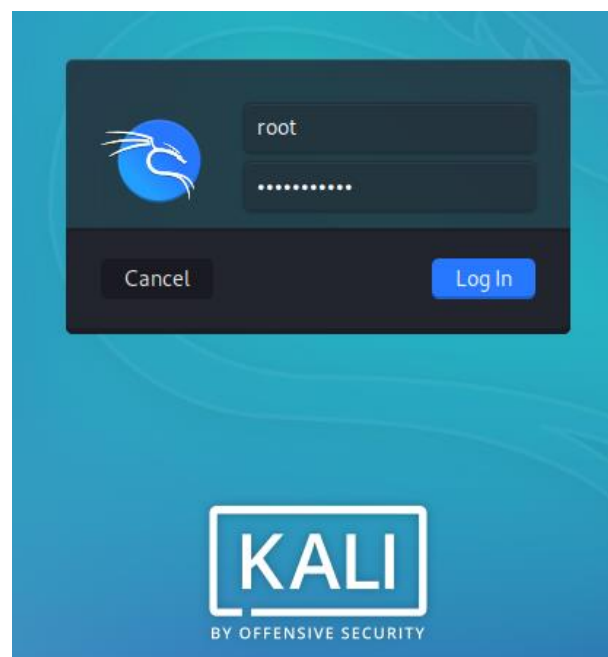 root
•••••••••••
Cancel
Log In
KALI
BY OFFENSIVE SECURITY